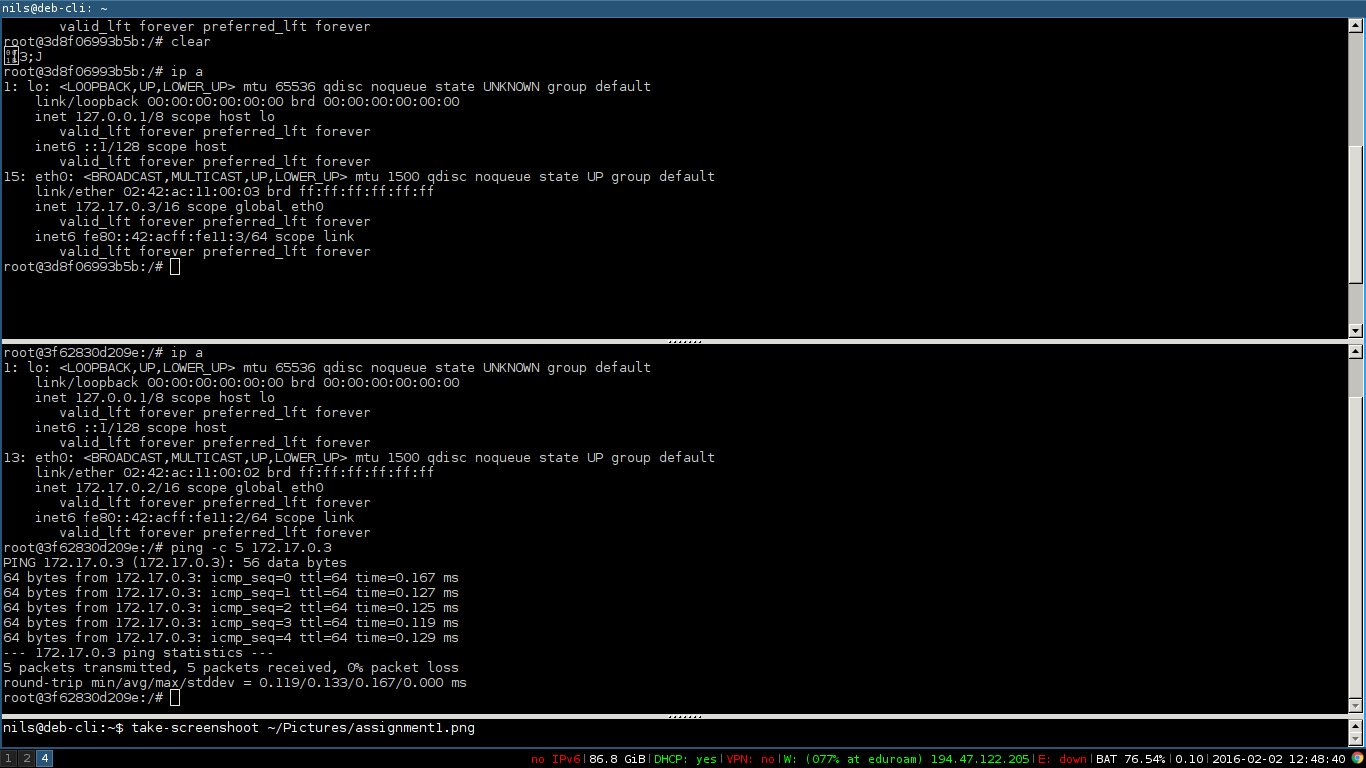 nils@deb-cli: ~
valid_lft forever preferred_lft forever
root@3d8f06993b5b:/# clear
3;J
root@3d8f06993b5b:/# ip a
1: lo: <LOOPBACK,UP,LOWER_UP> mtu 65536 qdisc noqueue state UNKNOWN group default
link/loopback 00:00:00:00:00:00 brd 00:00:00:00:00:00
inet 127.0.0.1/8 scope host lo
valid_lft forever preferred_lft forever
inet6 ::1/128 scope host
valid_lft forever preferred_lft forever
15: eth0: <BROADCAST,MULTICAST,UP,LOWER_UP> mtu 1500 qdisc noqueue state UP group default
link/ether 02:42:ac:11:00:03 brd ff:ff:ff:ff:ff:ff
inet 172.17.0.3/16 scope global eth0
valid_lft forever preferred_lft forever
inet6 fe80::42:acff:fe11:3/64 scope link
valid_lft forever preferred_lft forever
root@3d8f06993b5b:/#
root@3f62830d209e:/# ip a
1: lo: <LOOPBACK,UP,LOWER_UP> mtu 65536 qdisc noqueue state UNKNOWN group default
link/loopback 00:00:00:00:00:00 brd 00:00:00:00:00:00
inet 127.0.0.1/8 scope host lo
valid_lft forever preferred_lft forever
inet6 ::1/128 scope host
valid_lft forever preferred_lft forever
13: eth0: <BROADCAST,MULTICAST,UP,LOWER_UP> mtu 1500 qdisc noqueue state UP group default
link/ether 02:42:ac:11:00:02 brd ff:ff:ff:ff:ff:ff
inet 172.17.0.2/16 scope global eth0
valid_lft forever preferred_lft forever
inet6 fe80::42:acff:fe11:2/64 scope link
valid_lft forever preferred_lft forever
root@3f62830d209e:/# ping -c 5 172.17.0.3
PING 172.17.0.3 (172.17.0.3): 56 data bytes
64 bytes from 172.17.0.3: icmp_seq=0 ttl=64 time=0.167 ms
64 bytes from 172.17.0.3: icmp_seq=1 ttl=64 time=0.127 ms
64 bytes from 172.17.0.3: icmp_seq=2 ttl=64 time=0.125 ms
64 bytes from 172.17.0.3: icmp_seq=3 ttl=64 time=0.119 ms
64 bytes from 172.17.0.3: icmp_seq=4 ttl=64 time=0.129 ms
--- 172.17.0.3 ping statistics ---
5 packets transmitted, 5 packets received, 0% packet loss
round-trip min/avg/max/stddev = 0.119/0.133/0.167/0.000 ms
root@3f62830d209e:/#
nils@deb-cli:~$ take-screenshoot ~/Pictures/assignment1.png
1 2 4 no IPv6|86.8 GiB|DHCP: yes|VPN: no|W: (077% at eduroam) 194.47.122.205|E: down|BAT 76.54%|0.10|2016-02-02 12:48:40